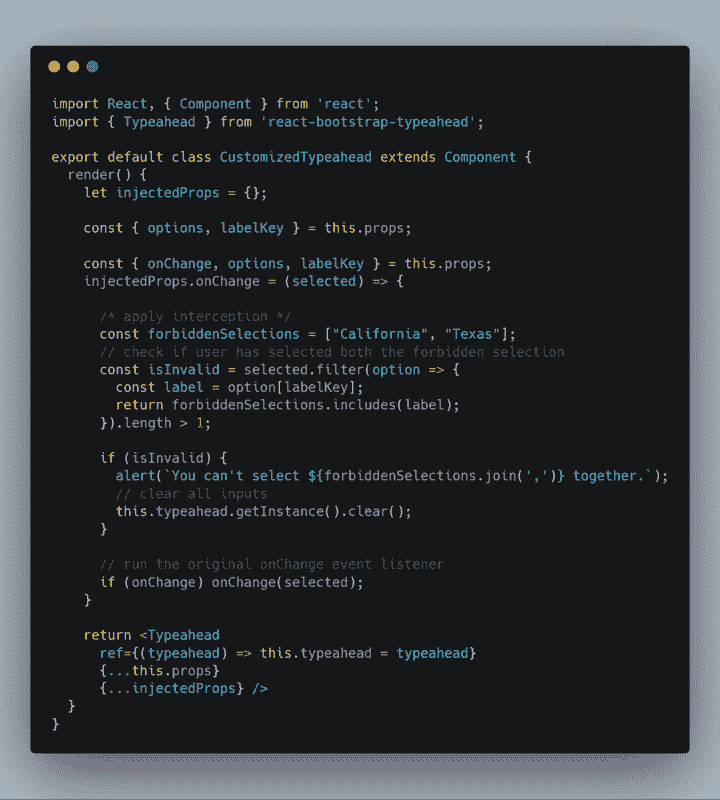 import React, { Component } from 'react';
import { Typeahead } from 'react-bootstrap-typeahead';
export default class CustomizedTypeahead extends Component {
render() {
let injectedProps = {};
const { options, labelKey } = this.props;
const { onChange, options, labelKey } = this.props;
injectedProps.onChange = (selected) => {
/* apply interception */
const forbiddenSelections = ["California", "Texas"];
// check if user has selected both the forbidden selection
const isInvalid = selected.filter(option => {
const label = option[labelKey];
return forbiddenSelections.includes(label);
}).length > 1;
if (isInvalid) {
alert(`You can't select ${forbiddenSelections.join(',')} together.`);
// clear all inputs
this.typeahead.getInstance().clear();
}
// run the original onChange event listener
if (onChange) onChange(selected);
}
return <Typeahead
ref={(typeahead) => this.typeahead = typeahead}
{...this.props}
{...injectedProps} />
}
}